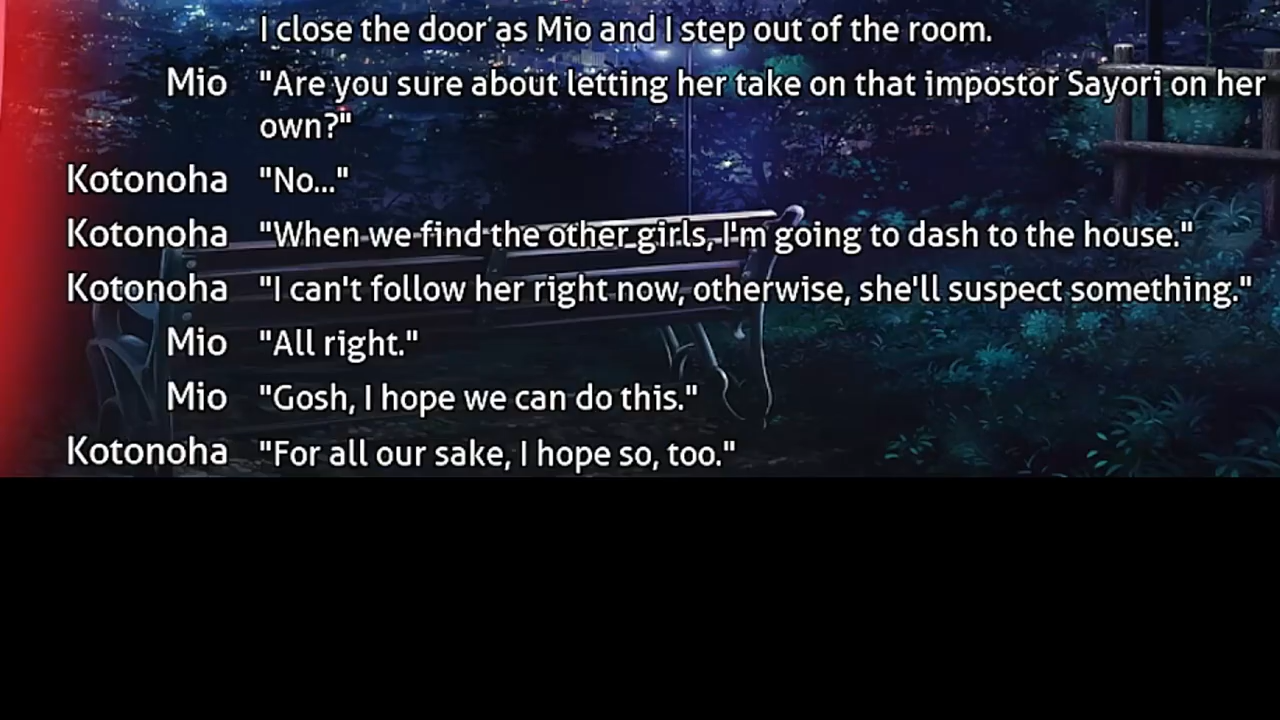 I close the door as Mio and I step out of the room.
Mio "Are you sure about letting her take on that impostor Sayori on her
own?"
Kotonoha "No..."
Kotonoha "When we find the other girls, I'm going to dash to the house."
Kotonoha "I can't follow her right now, otherwise, she'll suspect something."
Mio "All right."
Mio "Gosh, I hope we can do this."
Kotonoha "For all our sake, I hope so, too."